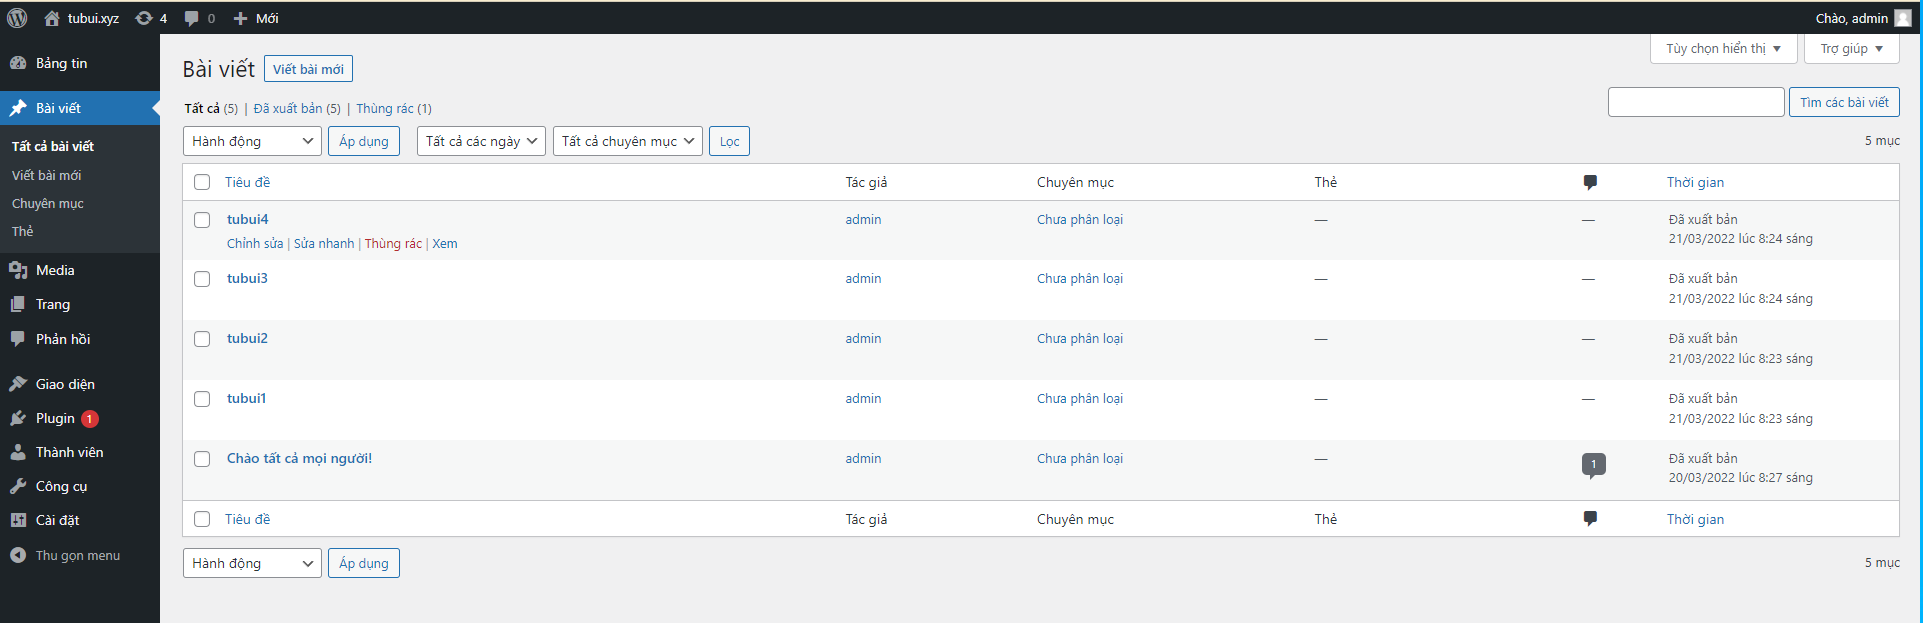 tubui.xyz 4 0 Mới Chào, admin
Bảng tin
Bài viết
Tất cả bài viết
Viết bài mới
Chuyên mục
Thẻ
Media
Trang
Phản hồi
Giao diện
Plugin 1
Thành viên
Công cụ
Cài đặt
Thu gọn menu
Tùy chọn hiển thị ▼ Trợ giúp ▼
Bài viết Viết bài mới
Tất cả (5) | Đã xuất bản (5) | Thùng rác (1)
Tìm các bài viết
Hành động Áp dụng Tất cả các ngày Tất cả chuyên mục Lọc 5 mục
Tiêu đề Tác giả Chuyên mục Thẻ Thời gian
tubui4 admin Chưa phân loại — — Đã xuất bản
Chỉnh sửa | Sửa nhanh | Thùng rác | Xem 21/03/2022 lúc 8:24 sáng
tubui3 admin Chưa phân loại — — Đã xuất bản
21/03/2022 lúc 8:24 sáng
tubui2 admin Chưa phân loại — — Đã xuất bản
21/03/2022 lúc 8:23 sáng
tubui1 admin Chưa phân loại — — Đã xuất bản
21/03/2022 lúc 8:23 sáng
Chào tất cả mọi người! admin Chưa phân loại — 1 Đã xuất bản
20/03/2022 lúc 8:27 sáng
Tiêu đề Tác giả Chuyên mục Thẻ Thời gian
Hành động Áp dụng 5 mục